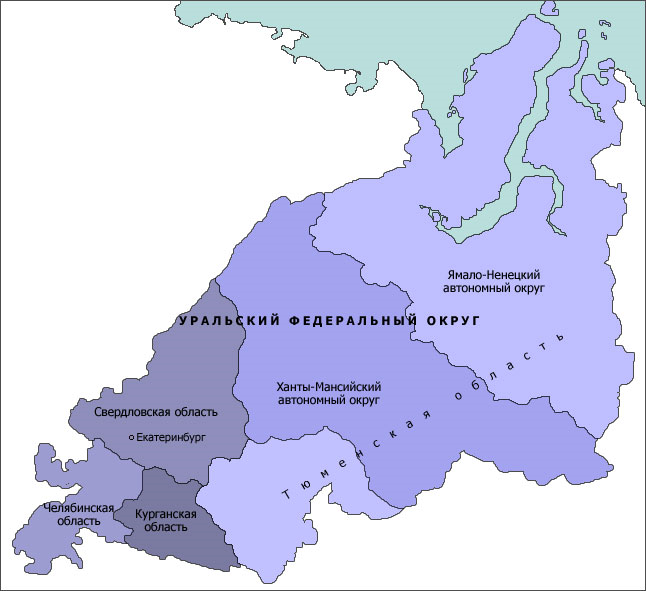 Ямало-Ненецкий
автономный округ
УРАЛЬСКИЙ ФЕДЕРАЛЬНЫЙ ОКРУГ
Тюменская область
Ханты-Мансийский
автономный округ
Свердловская область
Екатеринбург
Челябинская
область
Курганская
область